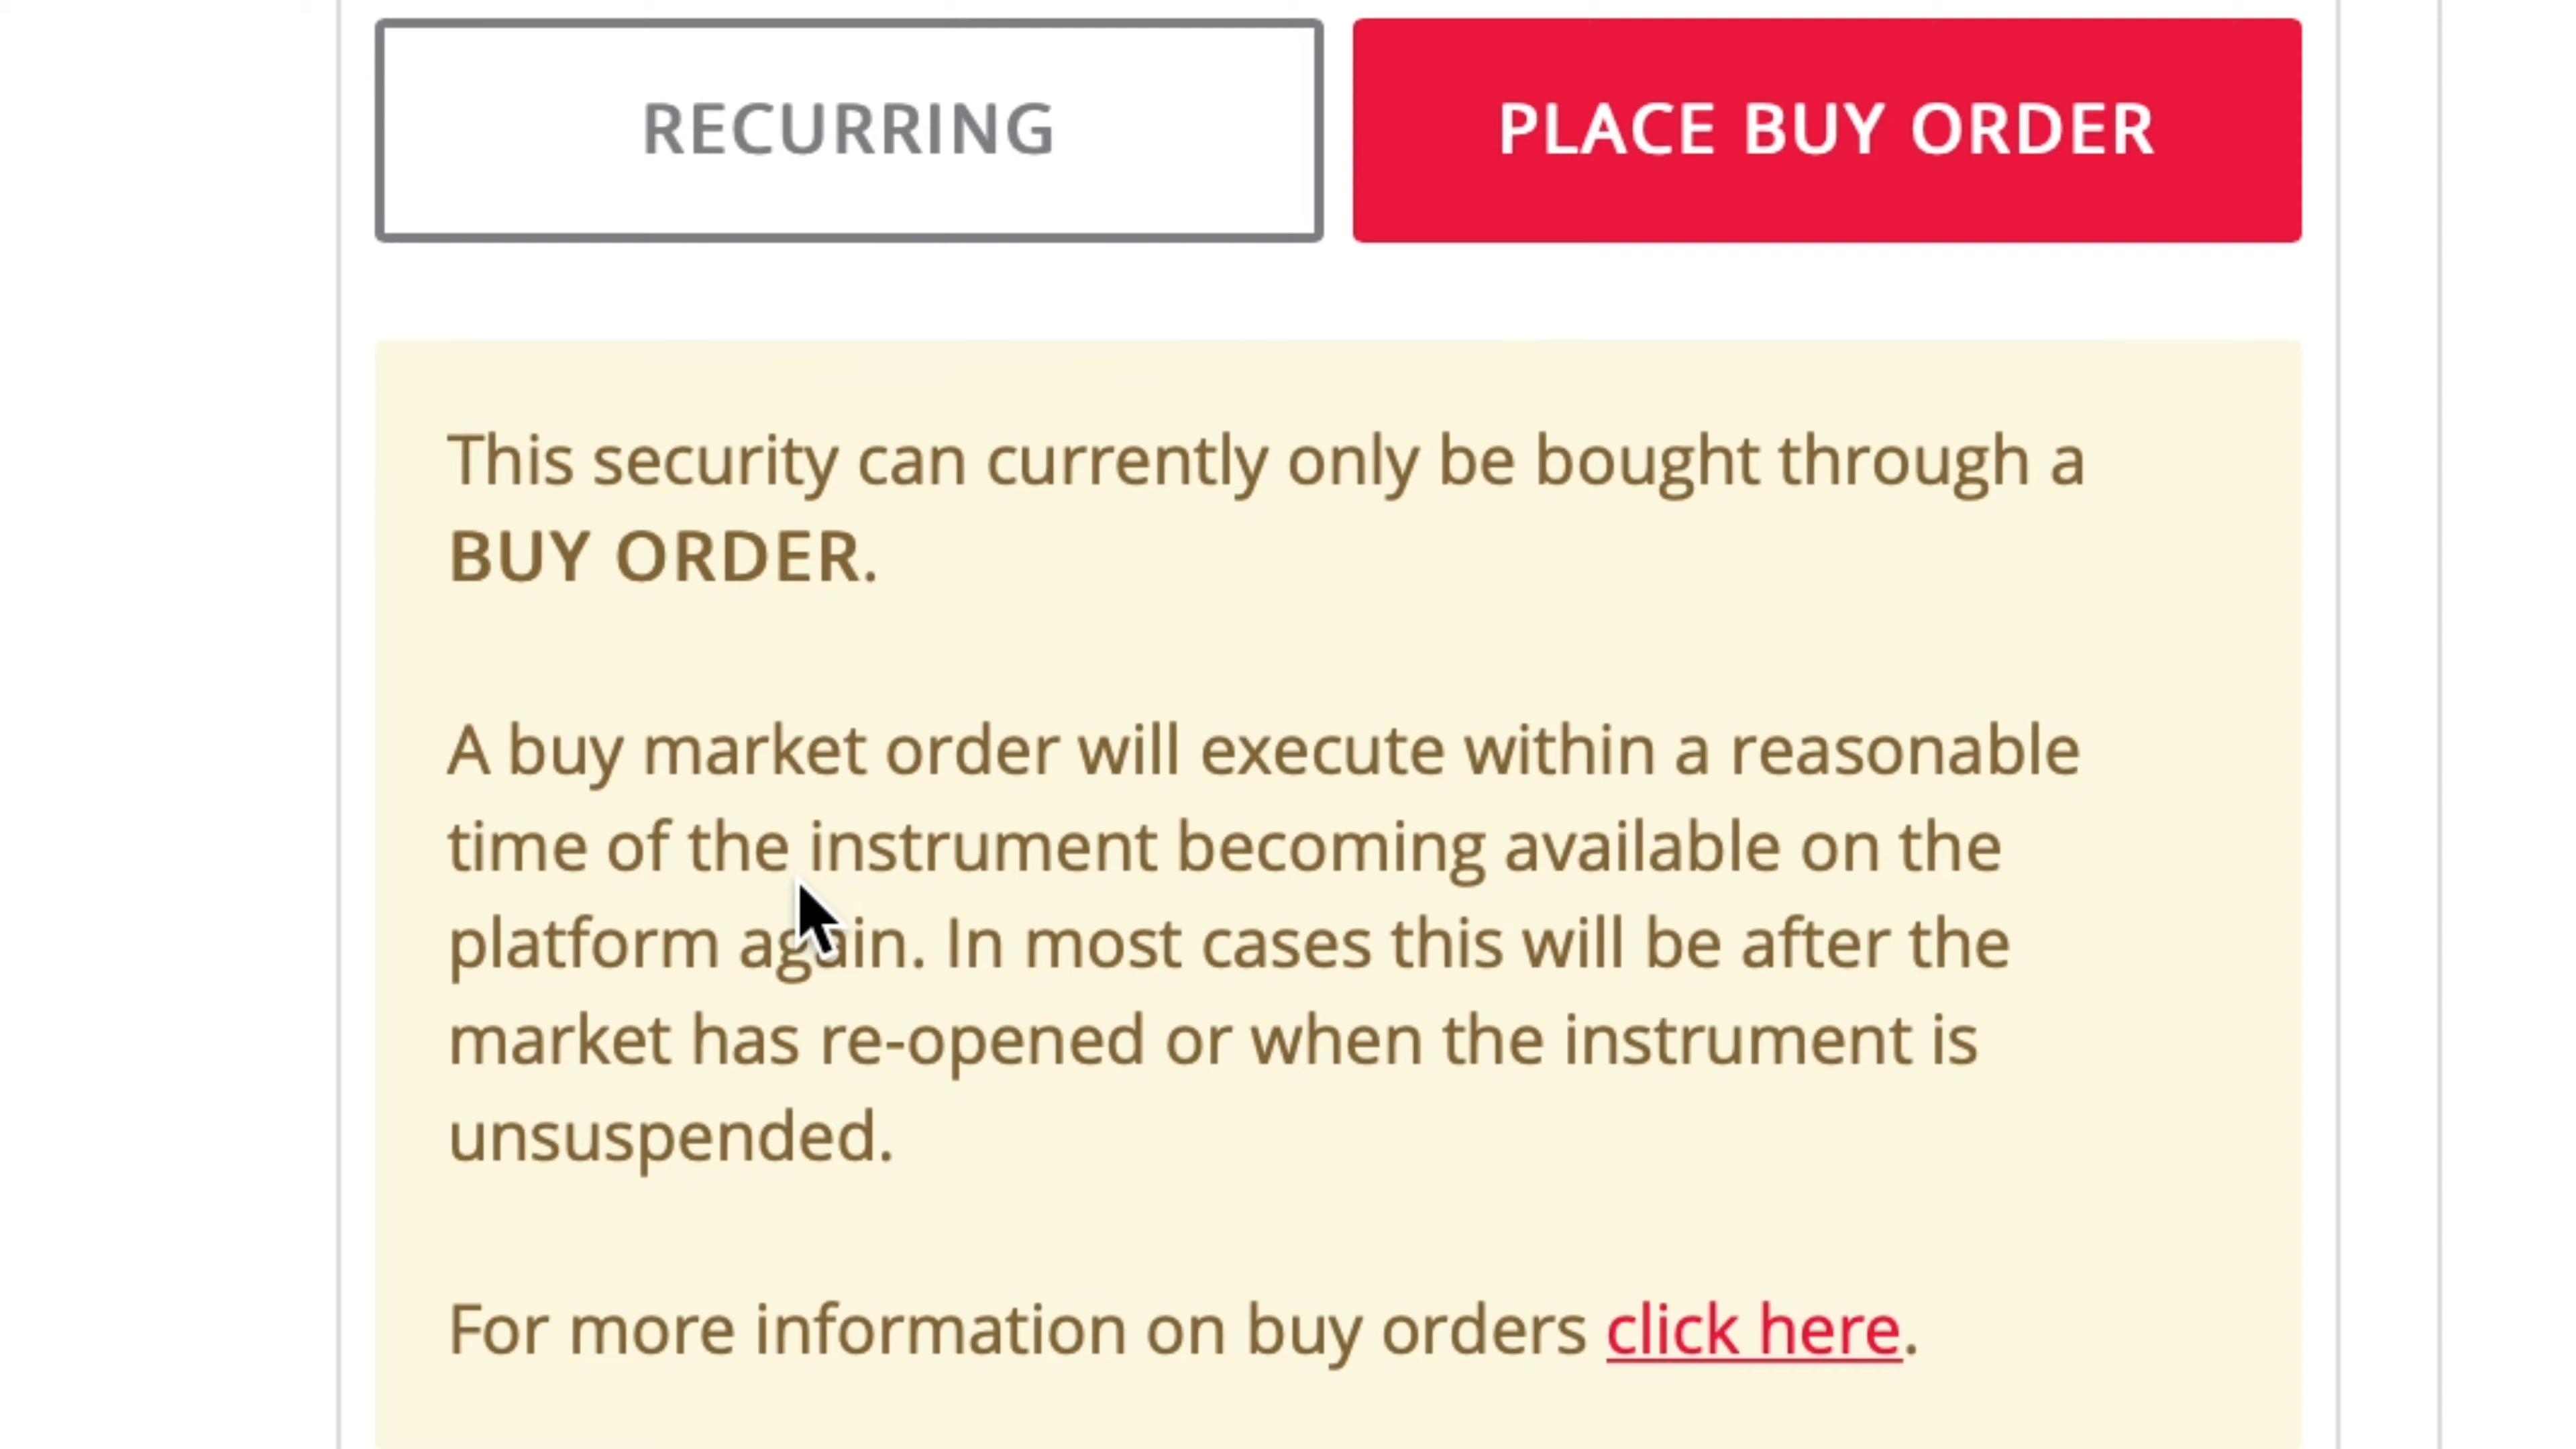 RECURRING
PLACE BUY ORDER
This security can currently only be bought through a
BUY ORDER.
A buy market order will execute within a reasonable
time of the instrument becoming available on the
platform again. In most cases this will be after the
market has re-opened or when the instrument is
unsuspended.
For more information on buy orders click here.